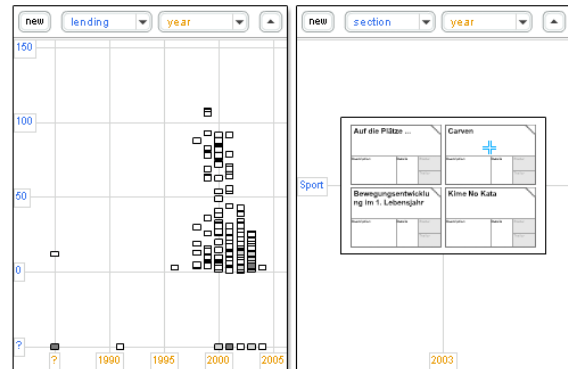 new lending year
new section year
150
100
50
0
?
? 1990 1995 2000 2005
Auf die Plätze ...
Carven
Sport
Bewegungsentwicklu
ng im 1. Lebensjahr
Kime No Kata
2003